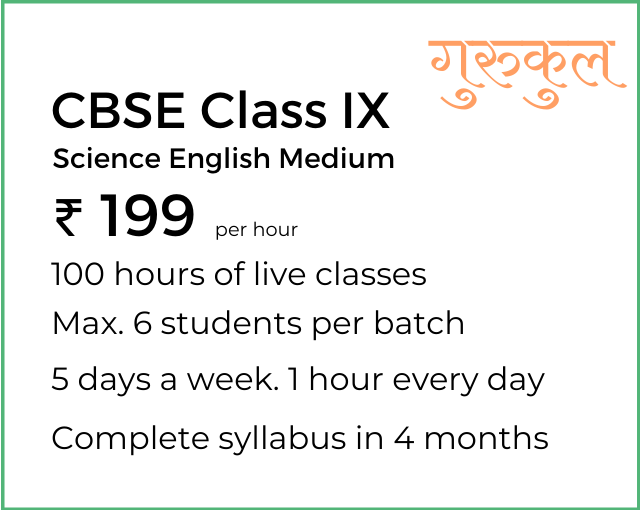 गुरुकुल
CBSE Class IX
Science English Medium
₹ 199 per hour
100 hours of live classes
Max. 6 students per batch
5 days a week. 1 hour every day
Complete syllabus in 4 months